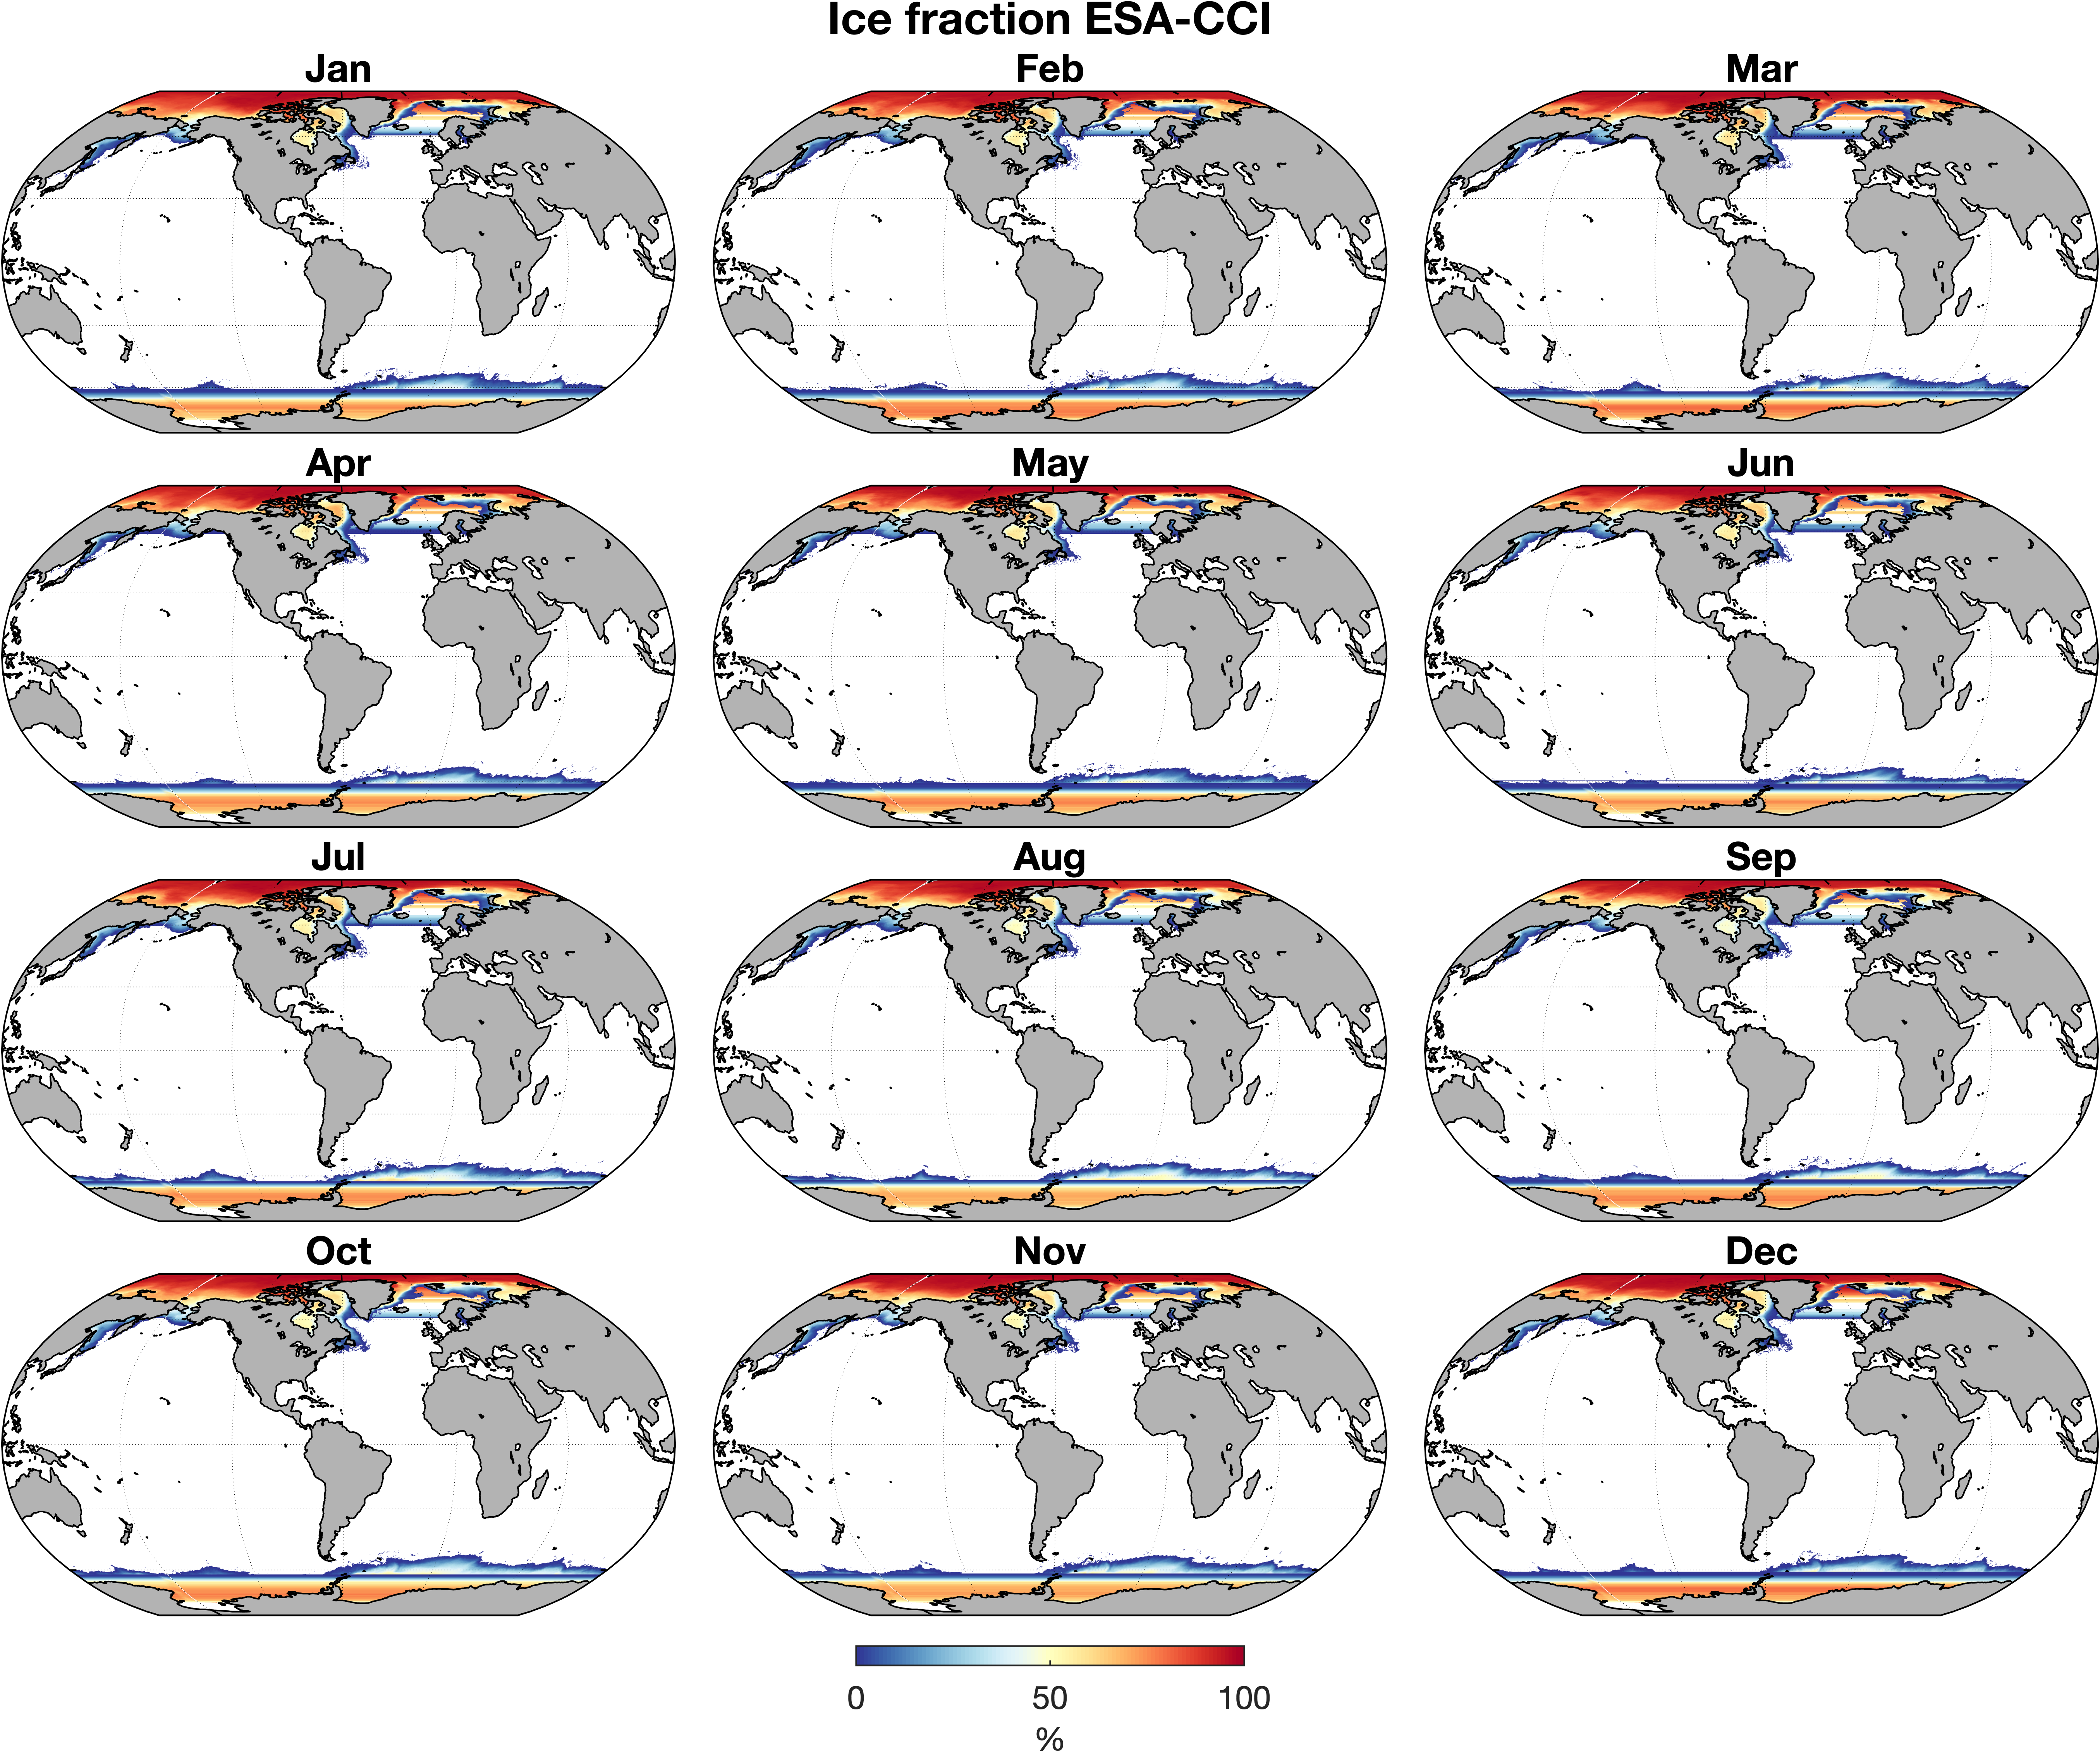 Ice fraction ESA-CCI
Jan Feb Mar
Apr May Jun
Jul Aug Sep
Oct Nov Dec
0 50 100
%